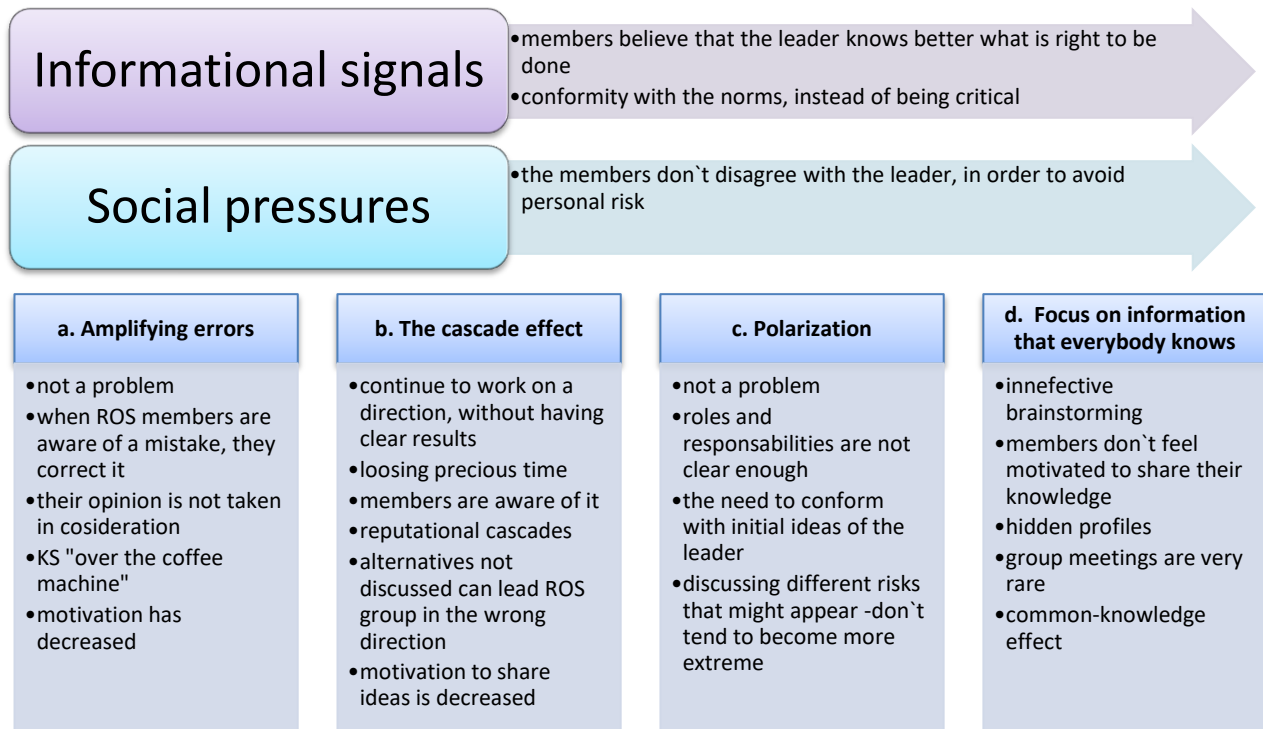 Informational signals
•members believe that the leader knows better what is right to be
done
•conformity with the norms, instead of being critical
Social pressures
•the members don`t disagree with the leader, in order to avoid
personal risk
a. Amplifying errors
•not a problem
•when ROS members are
aware of a mistake, they
correct it
•their opinion is not taken
in cosideration
•KS "over the coffee
machine"
•motivation has
decreased
b. The cascade effect
•continue to work on a
direction, without having
clear results
•loosing precious time
•members are aware of it
•reputational cascades
•alternatives not
discussed can lead ROS
group in the wrong
direction
•motivation to share
ideas is decreased
c. Polarization
•not a problem
•roles and
responsabilities are not
clear enough
•the need to conform
with initial ideas of the
leader
•discussing different risks
that might appear -don`t
tend to become more
extreme
d. Focus on information
that everybody knows
•innefective
brainstorming
•members don`t feel
motivated to share their
knowledge
•hidden profiles
•group meetings are very
rare
•common-knowledge
effect